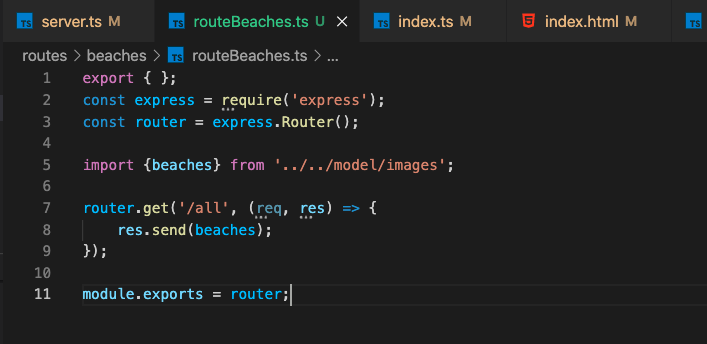 TS server.ts M TS routeBeaches.ts U × TS index.ts M 5 index.html M TS
routes > beaches > TS routeBeaches.ts > ...
1 export { };
2 const express = require('express');
3 const router = express.Router();
4
5 import {beaches} from '../../model/images';
6
7 router.get('/all', (req, res) => {
8     res.send(beaches);
9 });
10
11 module.exports = router;